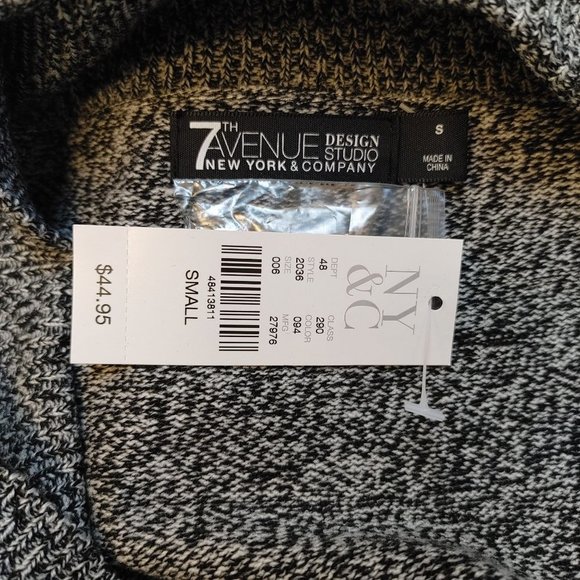 7TH
AVENUE DESIGN
STUDIO
NEW YORK & COMPANY
S
MADE IN
CHINA
NY
&C
DEPT CLASS
48 290
STYLE COLOR
2036 094
SIZE MFG
006 27976
48413811
SMALL
$44.95